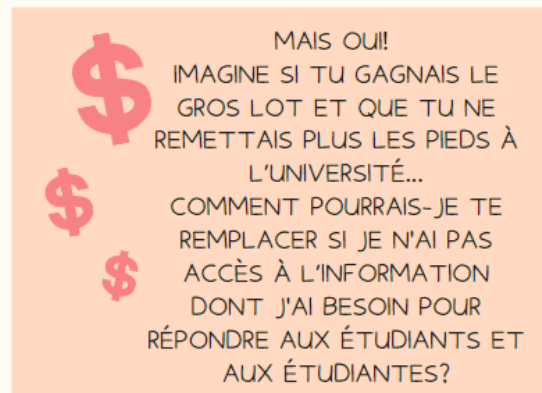 MAIS OUI!
IMAGINE SI TU GAGNAIS LE
GROS LOT ET QUE TU NE
REMETTAIS PLUS LES PIEDS À
L'UNIVERSITÉ...
COMMENT POURRAIS-JE TE
REMPLACER SI JE N'AI PAS
ACCÈS À L'INFORMATION
DONT J'AI BESOIN POUR
RÉPONDRE AUX ÉTUDIANTS ET
AUX ÉTUDIANTES?